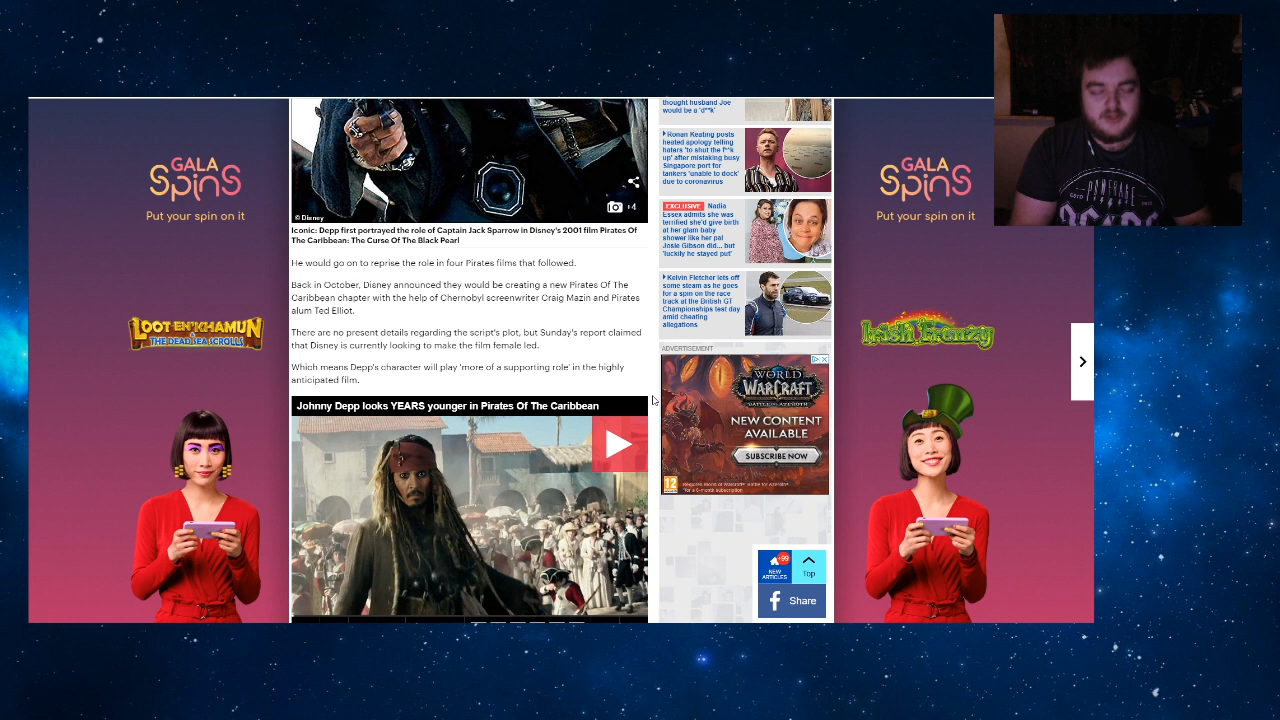 GALA
Spins
Put your spin on it
LOOT EN'KHAMUN
& THE DEAD SEA SCROLLS
+4
© Disney
Iconic: Depp first portrayed the role of Captain Jack Sparrow in Disney's 2001 film Pirates Of
The Caribbean: The Curse Of The Black Pearl
He would go on to reprise the role in four Pirates films that followed.
Back in October, Disney announced they would be creating a new Pirates Of The
Caribbean chapter with the help of Chernobyl screenwriter Craig Mazin and Pirates
alum Ted Elliot.
There are no present details regarding the script's plot, but Sunday's report claimed
that Disney is currently looking to make the film female led.
Which means Depp's character will play 'more of a supporting role' in the highly
anticipated film.
Johnny Depp looks YEARS younger in Pirates Of The Caribbean
thought husband Joe
would be a 'd**k'
Ronan Keating posts
heated apology telling
haters 'to shut the f**k
up' after mistaking busy
Singapore port for
tankers 'unable to dock'
due to coronavirus
EXCLUSIVE Nadia
Essex admits she was
terrified she'd give birth
at her glam baby
shower like her pal
Josie Gibson did... but
'luckily he stayed put'
Kelvin Fletcher lets off
some steam as he goes
for a spin on the race
track at the British GT
Championships test day
amid cheating
allegations
ADVERTISEMENT
WORLD
WARCRAFT
BATTLE FOR AZEROTH
NEW CONTENT
AVAILABLE
SUBSCRIBE NOW
12
+99
NEW
ARTICLES
Top
Share
GALA
Spins
Put your spin on it
Irish Frenzy